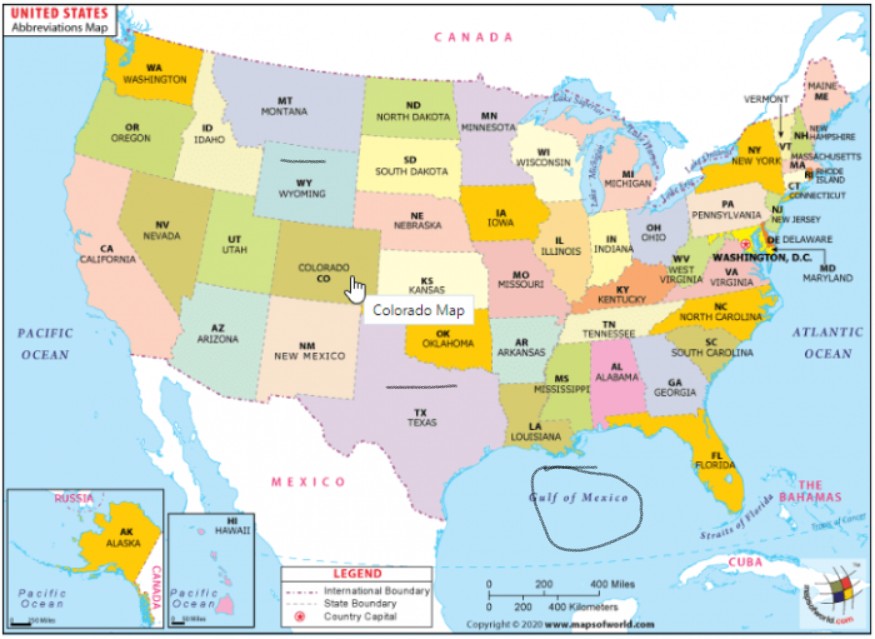 UNITED STATES
Abbreviations Map
CANADA
WA
WASHINGTON
OR
OREGON
ID
IDAHO
MT
MONTANA
ND
NORTH DAKOTA
MN
MINNESOTA
Lake Superior
VERMONT
MAINE
ME
NH NEW
HAMPSHIRE
VT
MASSACHUSETTS
MA
RI RHODE
ISLAND
CT
CONNECTICUT
NY
NEW YORK
Lake Ontario
Lake Erie
Lake Huron
Lake Michigan
WI
WISCONSIN
MI
MICHIGAN
SD
SOUTH DAKOTA
WY
WYOMING
NE
NEBRASKA
IA
IOWA
IL
ILLINOIS
IN
INDIANA
OH
OHIO
PA
PENNSYLVANIA
NJ
NEW JERSEY
DE DELAWARE
WASHINGTON, D.C.
MD
MARYLAND
WV
WEST
VIRGINIA
VA
VIRGINIA
NV
NEVADA
UT
UTAH
CA
CALIFORNIA
COLORADO
CO
KS
KANSAS
Colorado Map
MO
MISSOURI
KY
KENTUCKY
NC
NORTH CAROLINA
TN
TENNESSEE
SC
SOUTH CAROLINA
AZ
ARIZONA
NM
NEW MEXICO
OK
OKLAHOMA
AR
ARKANSAS
MS
MISSISSIPPI
AL
ALABAMA
GA
GEORGIA
PACIFIC
OCEAN
ATLANTIC
OCEAN
TX
TEXAS
LA
LOUISIANA
FL
FLORIDA
MEXICO
Gulf of Mexico
THE
BAHAMAS
Straits of Florida
Tropic of Cancer
CUBA
RUSSIA
AK
ALASKA
CANADA
Pacific
Ocean
250 Miles
HI
HAWAII
Pacific
Ocean
LEGEND
International Boundary
State Boundary
Country Capital
0 200 400 Miles
0 200 400 Kilometers
Copyright © 2020 www.mapsofworld.com
mapsofworld.com